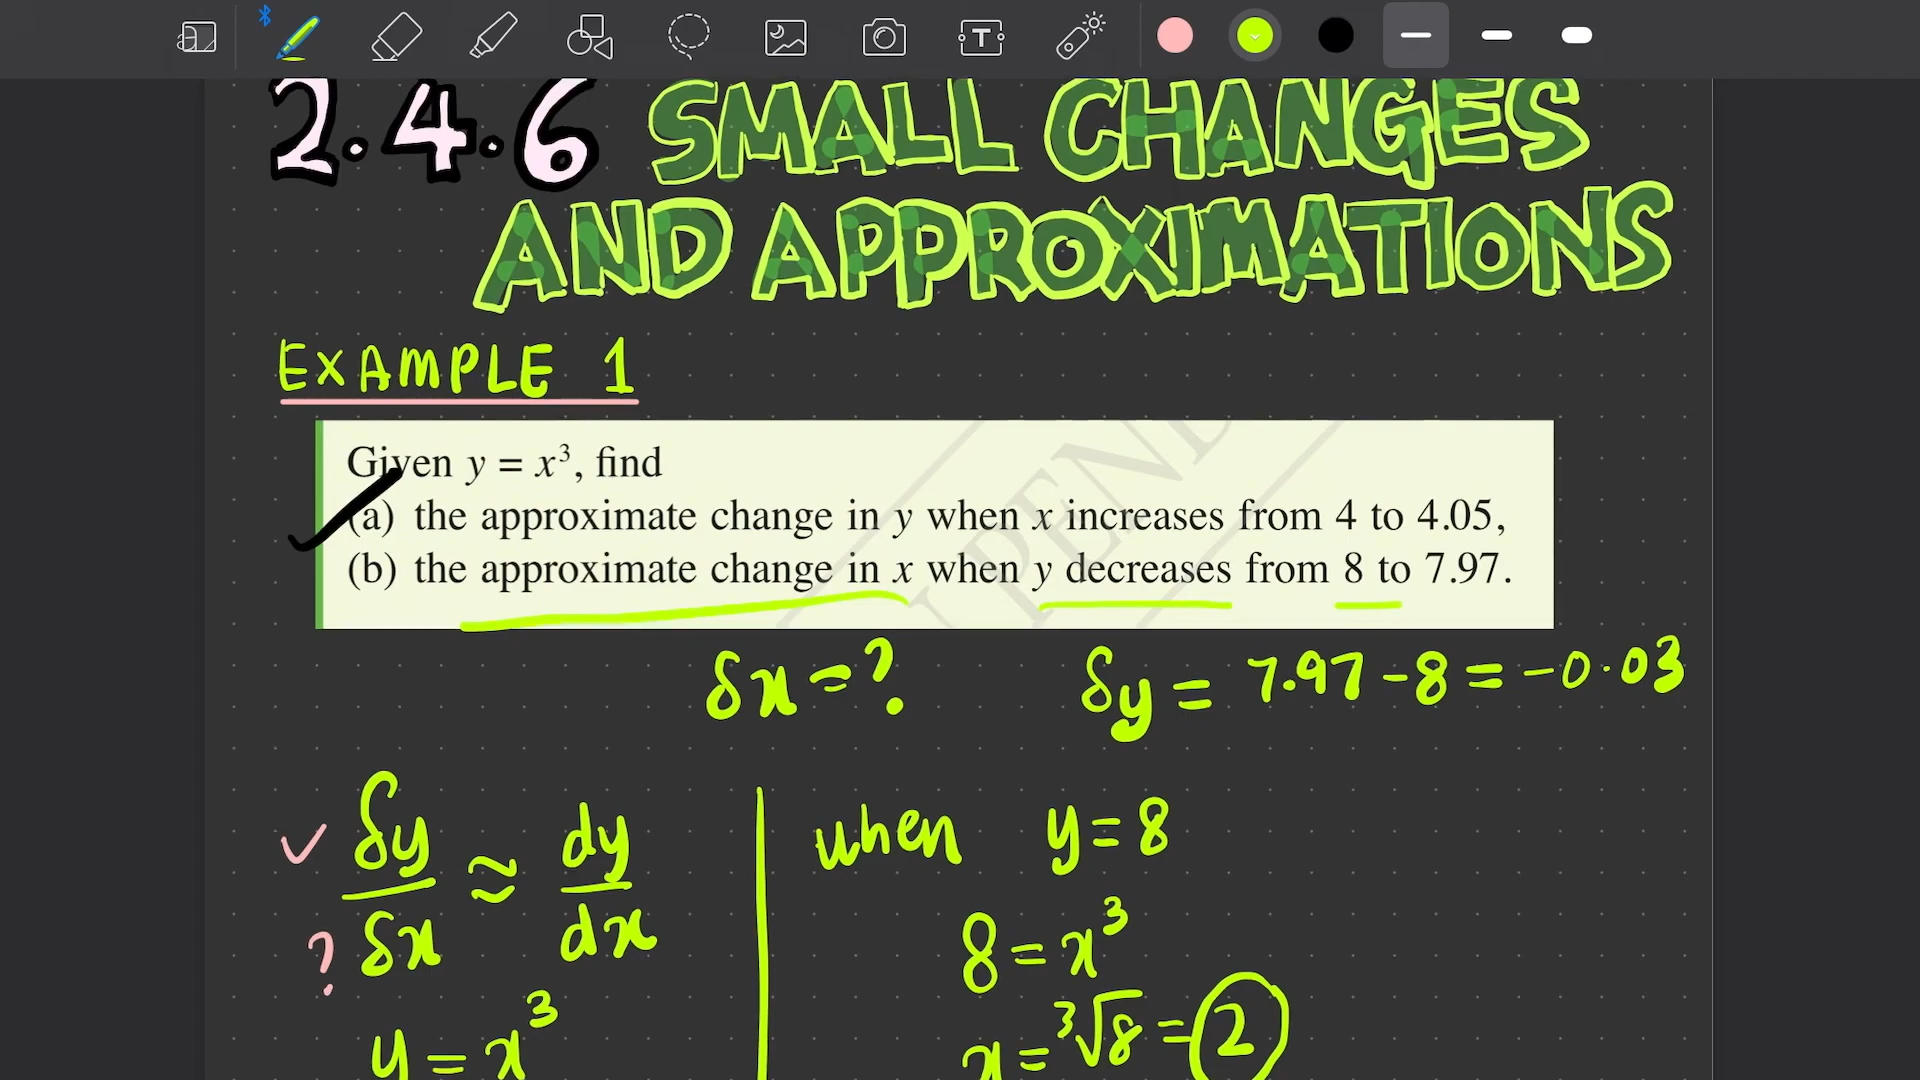 2.4.6 SMALL CHANGES
AND APPROXIMATIONS
EXAMPLE 1
Given y = x³, find
(a) the approximate change in y when x increases from 4 to 4.05,
(b) the approximate change in x when y decreases from 8 to 7.97.
δx = ? δy = 7.97 - 8 = -0.03
δy/δx ≈ dy/dx
?
y = x³
when y = 8
8 = x³
x = ³√8 = 2